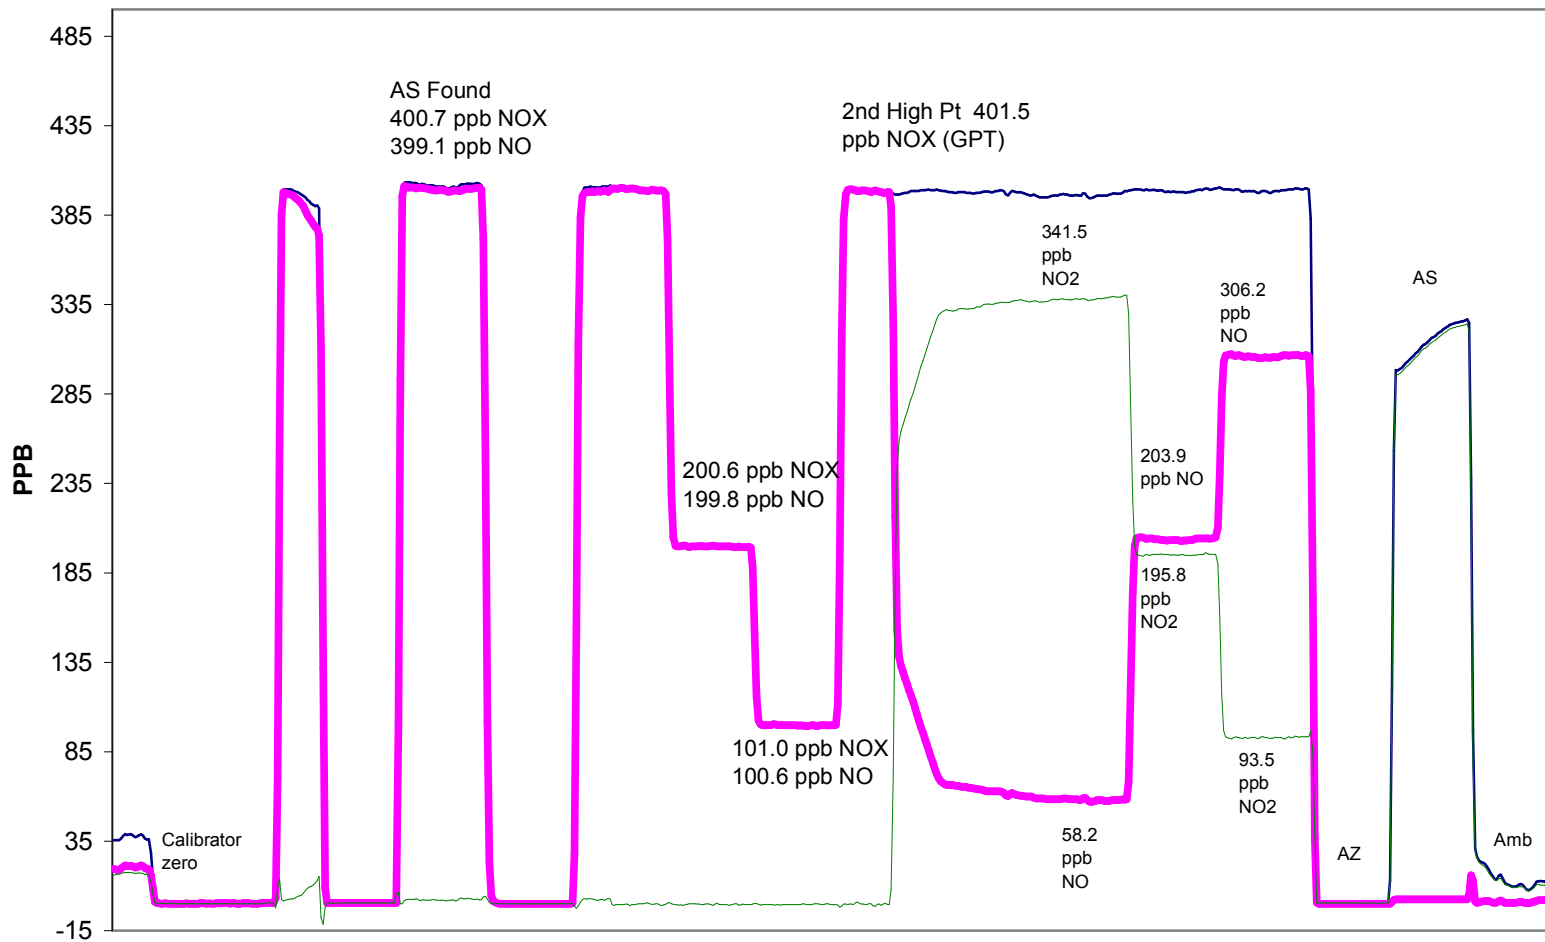 485
435
385
335
285
235
185
135
85
35
-15
PPB
AS Found
400.7 ppb NOX
399.1 ppb NO
2nd High Pt 401.5
ppb NOX (GPT)
341.5
ppb
NO2
306.2
ppb
NO
AS
200.6 ppb NOX
199.8 ppb NO
203.9
ppb NO
195.8
ppb
NO2
101.0 ppb NOX
100.6 ppb NO
93.5
ppb
NO2
Calibrator
zero
58.2
ppb
NO
AZ
Amb